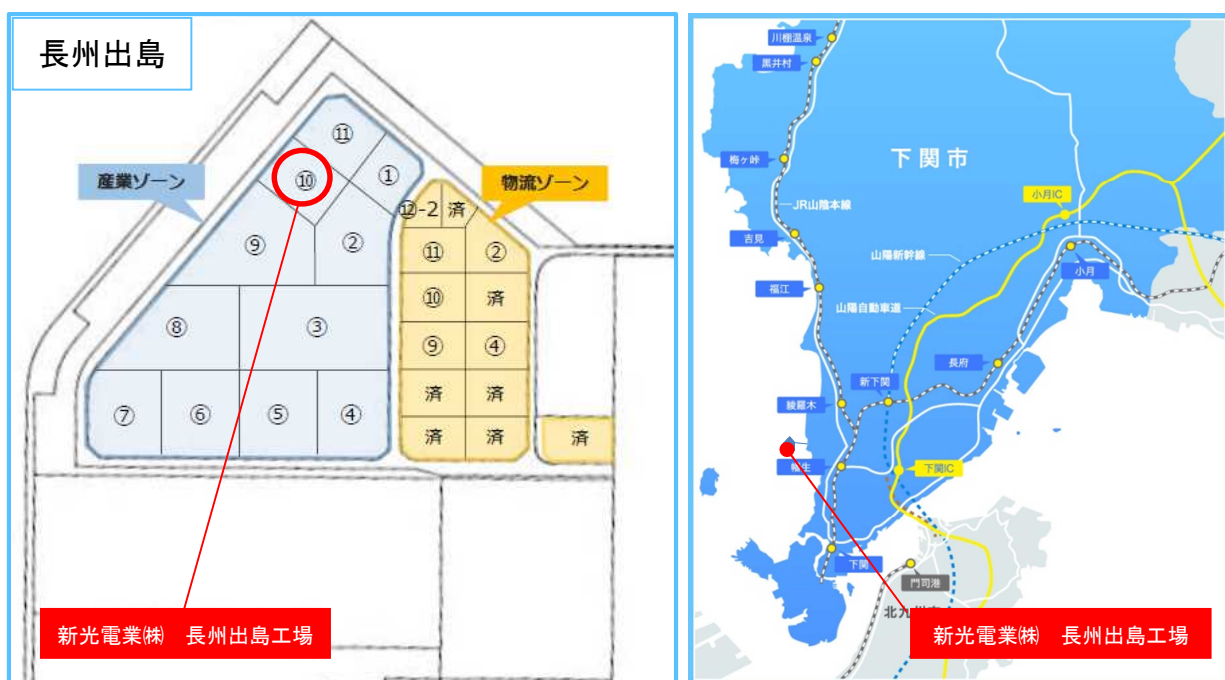 長州出島
産業ゾーン
物流ゾーン
⑪
⑩
①
⑨
②
⑧
③
⑦
⑥
⑤
④
⑫-2
済
⑪
②
⑩
済
⑨
④
済
済
済
済
済
新光電業㈱ 長州出島工場
川棚温泉
黒井村
梅ヶ峠
下関市
小月IC
JR山陰本線
吉見
山陽新幹線
小月
福江
山陽自動車道
長府
新下関
綾羅木
幡生
下関IC
下関
門司港
北九州市
新光電業㈱ 長州出島工場